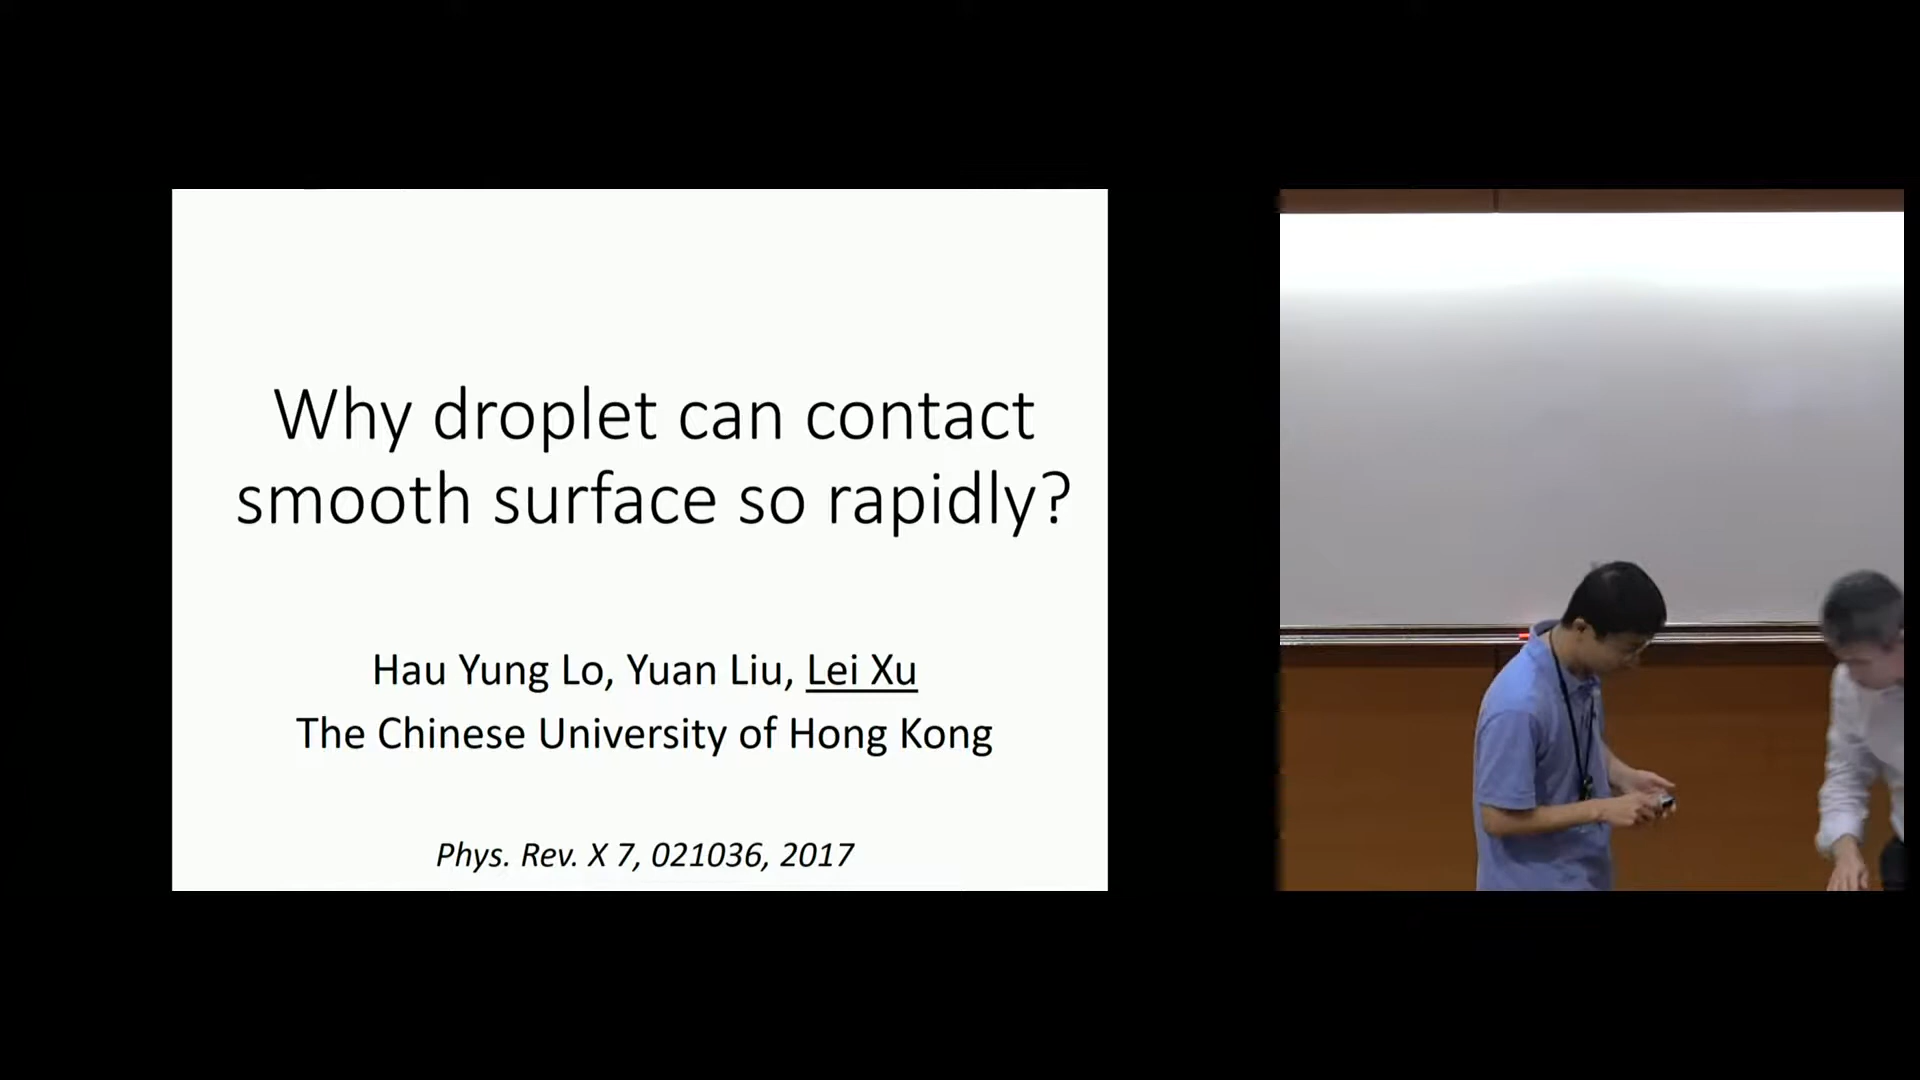 Why droplet can contact
smooth surface so rapidly?
Hau Yung Lo, Yuan Liu, Lei Xu
The Chinese University of Hong Kong
Phys. Rev. X 7, 021036, 2017